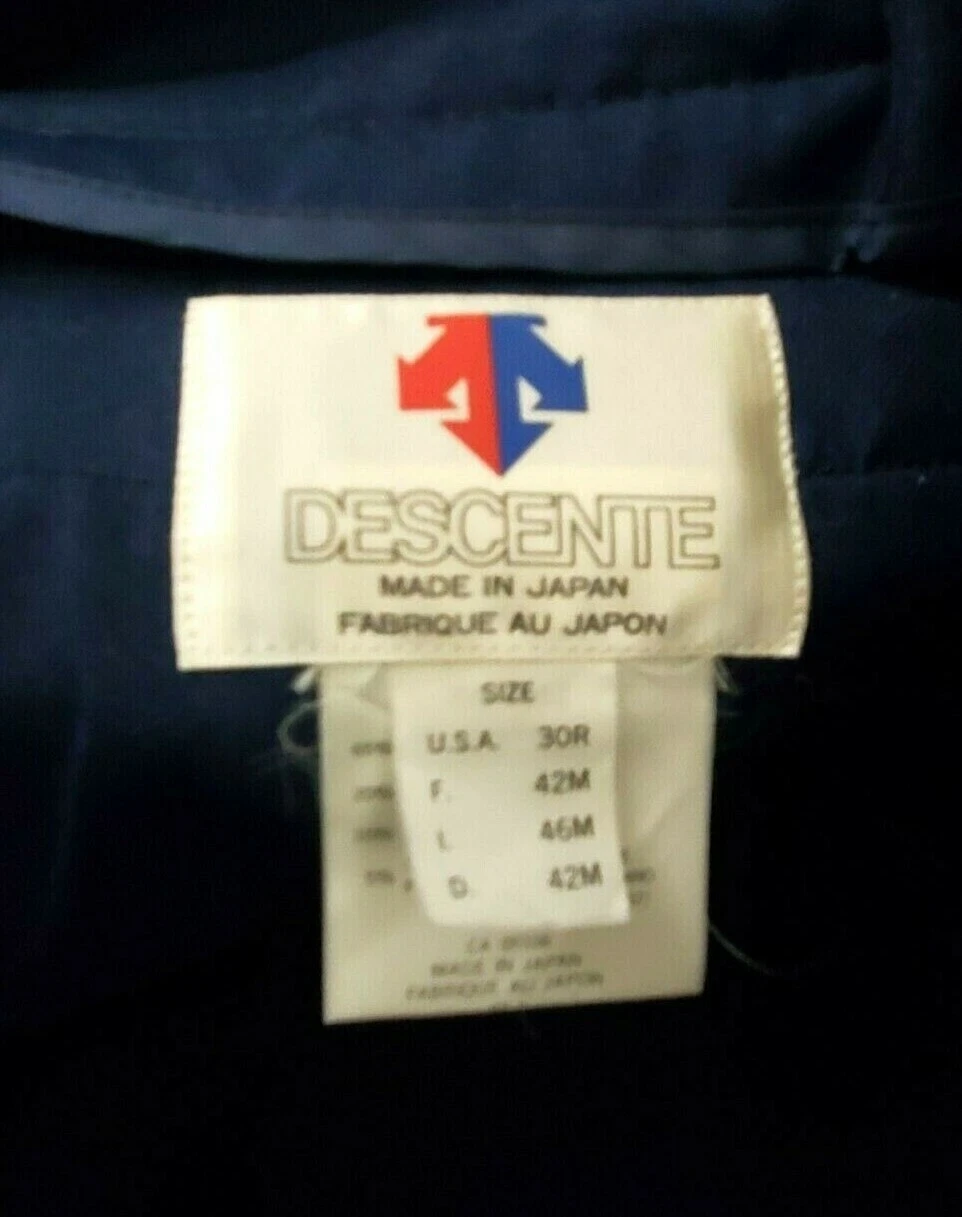 DESCENTE
MADE IN JAPAN
FABRIQUE AU JAPON
SIZE
U.S.A. 30R
F. 42M
I. 46M
D. 42M
MADE IN JAPAN
FABRIQUE AU JAPON